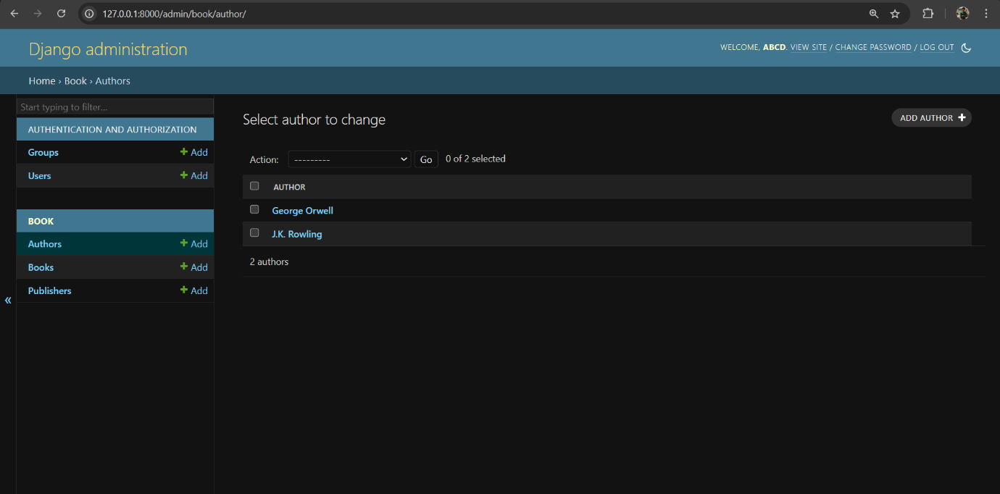 127.0.0.1:8000/admin/book/author/
Django administration
WELCOME, ABCD. VIEW SITE / CHANGE PASSWORD / LOG OUT
Home › Book › Authors
Start typing to filter...
AUTHENTICATION AND AUTHORIZATION
Groups + Add
Users + Add
BOOK
Authors + Add
Books + Add
Publishers + Add
«
Select author to change
ADD AUTHOR +
Action: --------- Go 0 of 2 selected
AUTHOR
George Orwell
J.K. Rowling
2 authors